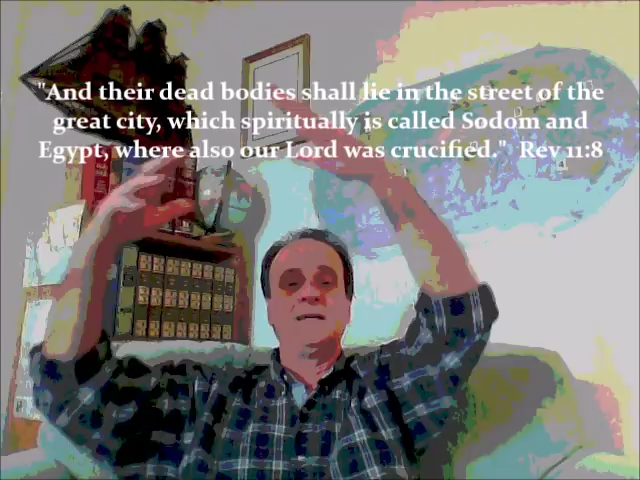 "And their dead bodies shall lie in the street of the
great city, which spiritually is called Sodom and
Egypt, where also our Lord was crucified."  Rev 11:8